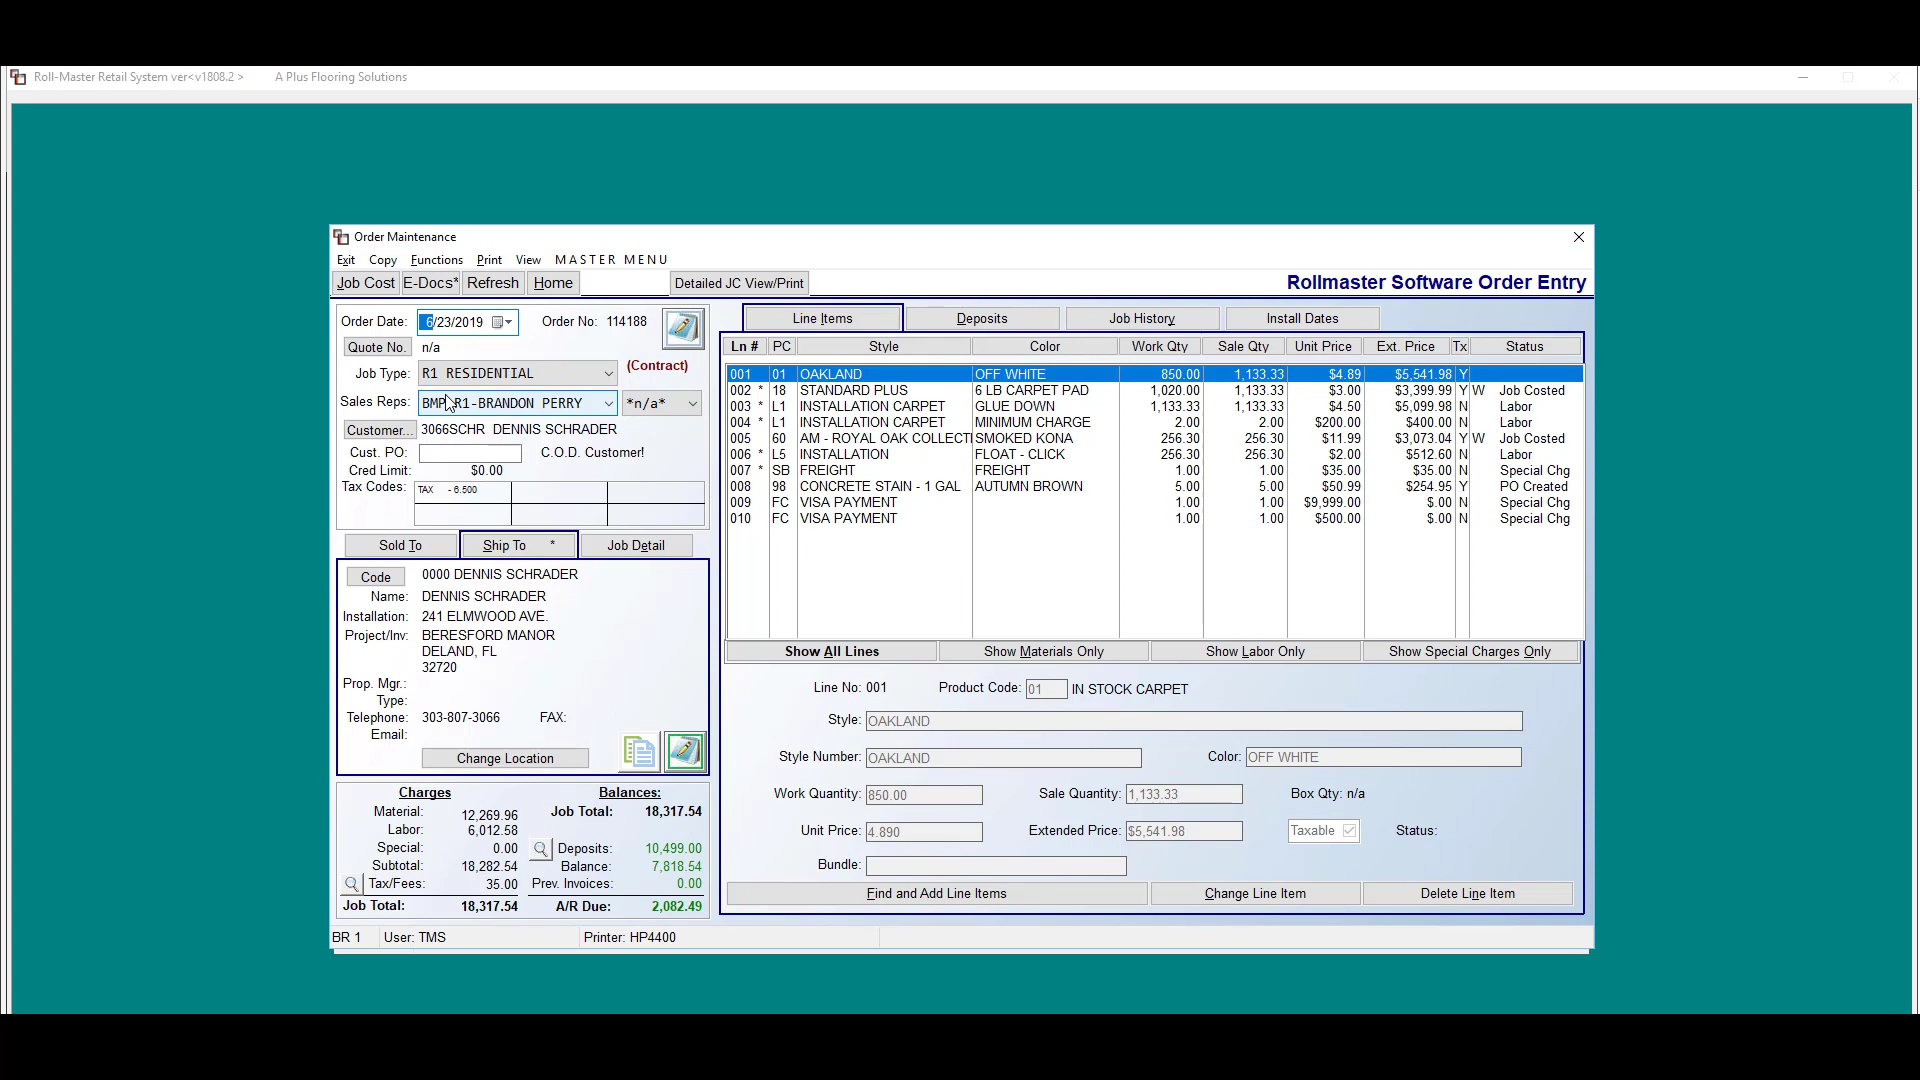 Roll-Master Retail System ver<v1808.2 > A Plus Flooring Solutions
Order Maintenance
Exit Copy Functions Print View MASTER MENU
Job Cost E-Docs* Refresh Home Detailed JC View/Print Rollmaster Software Order Entry
Order Date: 6/23/2019 Order No: 114188
Quote No. n/a
Job Type: R1 RESIDENTIAL (Contract)
Sales Reps: BMP R1-BRANDON PERRY *n/a*
Customer... 3066SCHR DENNIS SCHRADER
Cust. PO: C.O.D. Customer!
Cred Limit: $0.00
Tax Codes: TAX - 6.500
Sold To Ship To * Job Detail
Code 0000 DENNIS SCHRADER
Name: DENNIS SCHRADER
Installation: 241 ELMWOOD AVE.
Project/Inv: BERESFORD MANOR
DELAND, FL
32720
Prop. Mgr.:
Type:
Telephone: 303-807-3066 FAX:
Email:
Change Location
Charges Balances:
Material: 12,269.96 Job Total: 18,317.54
Labor: 6,012.58
Special: 0.00 Deposits: 10,499.00
Subtotal: 18,282.54 Balance: 7,818.54
Tax/Fees: 35.00 Prev. Invoices: 0.00
Job Total: 18,317.54 A/R Due: 2,082.49
Line Items Deposits Job History Install Dates
Ln # PC Style Color Work Qty Sale Qty Unit Price Ext. Price Tx Status
001 01 OAKLAND OFF WHITE 850.00 1,133.33 $4.89 $5,541.98 Y
002 * 18 STANDARD PLUS 6 LB CARPET PAD 1,020.00 1,133.33 $3.00 $3,399.99 Y W Job Costed
003 * L1 INSTALLATION CARPET GLUE DOWN 1,133.33 1,133.33 $4.50 $5,099.98 N Labor
004 * L1 INSTALLATION CARPET MINIMUM CHARGE 2.00 2.00 $200.00 $400.00 N Labor
005 60 AM - ROYAL OAK COLLECTI SMOKED KONA 256.30 256.30 $11.99 $3,073.04 Y W Job Costed
006 * L5 INSTALLATION FLOAT - CLICK 256.30 256.30 $2.00 $512.60 N Labor
007 * SB FREIGHT FREIGHT 1.00 1.00 $35.00 $35.00 N Special Chg
008 98 CONCRETE STAIN - 1 GAL AUTUMN BROWN 5.00 5.00 $50.99 $254.95 Y PO Created
009 FC VISA PAYMENT 1.00 1.00 $9,999.00 $.00 N Special Chg
010 FC VISA PAYMENT 1.00 1.00 $500.00 $.00 N Special Chg
Show All Lines Show Materials Only Show Labor Only Show Special Charges Only
Line No: 001 Product Code: 01 IN STOCK CARPET
Style: OAKLAND
Style Number: OAKLAND Color: OFF WHITE
Work Quantity: 850.00 Sale Quantity: 1,133.33 Box Qty: n/a
Unit Price: 4.890 Extended Price: $5,541.98 Taxable Status:
Bundle:
Find and Add Line Items Change Line Item Delete Line Item
BR 1 User: TMS Printer: HP4400